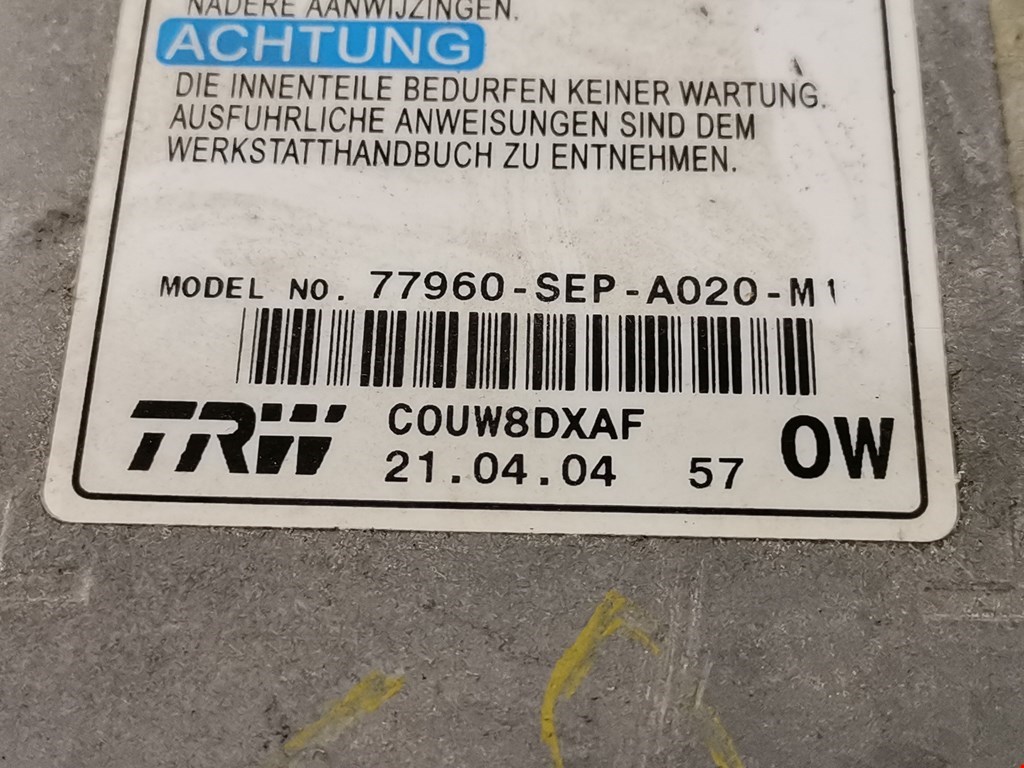 NADERE AANWIJZINGEN.
ACHTUNG
DIE INNENTEILE BEDURFEN KEINER WARTUNG.
AUSFUHRLICHE ANWEISUNGEN SIND DEM
WERKSTATTHANDBUCH ZU ENTNEHMEN.
MODEL NO. 77960-SEP-A020-M1
TRW C0UW8DXAF 0W
21.04.04 57